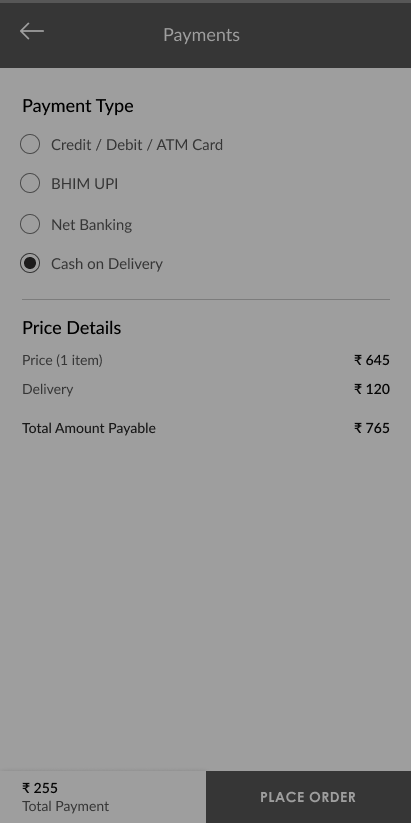 Payments
Payment Type
Credit / Debit / ATM Card
BHIM UPI
Net Banking
Cash on Delivery
Price Details
Price (1 item) ₹ 645
Delivery ₹ 120
Total Amount Payable ₹ 765
₹ 255
Total Payment
PLACE ORDER